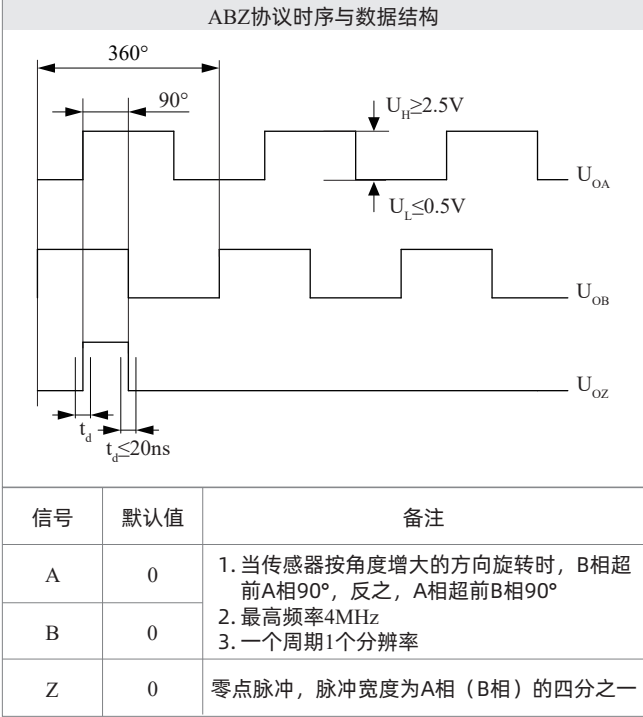 ABZ协议时序与数据结构
360°
90°
U_H≥2.5V
U_OA
U_L≤0.5V
U_OB
U_OZ
t_d
t_d≤20ns
信号 默认值 备注
A 0
B 0
1. 当传感器按角度增大的方向旋转时，B相超
前A相90°，反之，A相超前B相90°
2. 最高频率4MHz
3. 一个周期1个分辨率
Z 0 零点脉冲，脉冲宽度为A相（B相）的四分之一